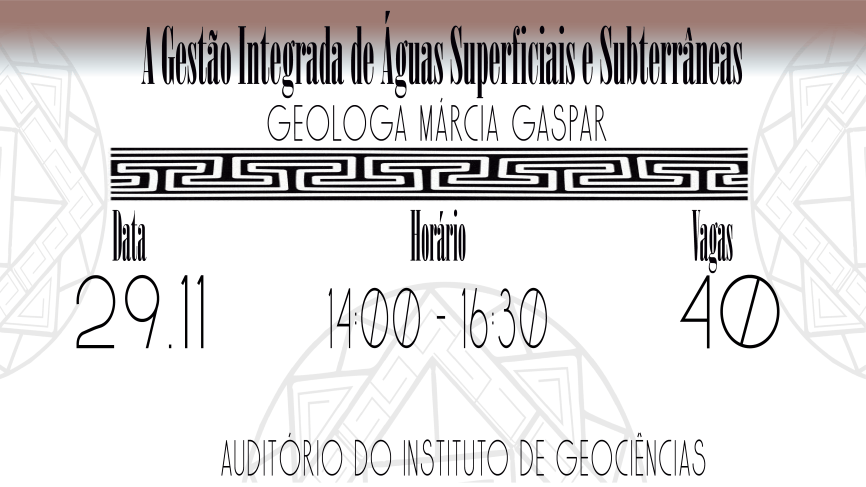 A Gestão Integrada de Águas Superficiais e Subterrâneas
GEOLOGA MÁRCIA GASPAR
Data Horário Vagas
29.11 14:00 - 16:30 40
AUDITÓRIO DO INSTITUTO DE GEOCIÊNCIAS